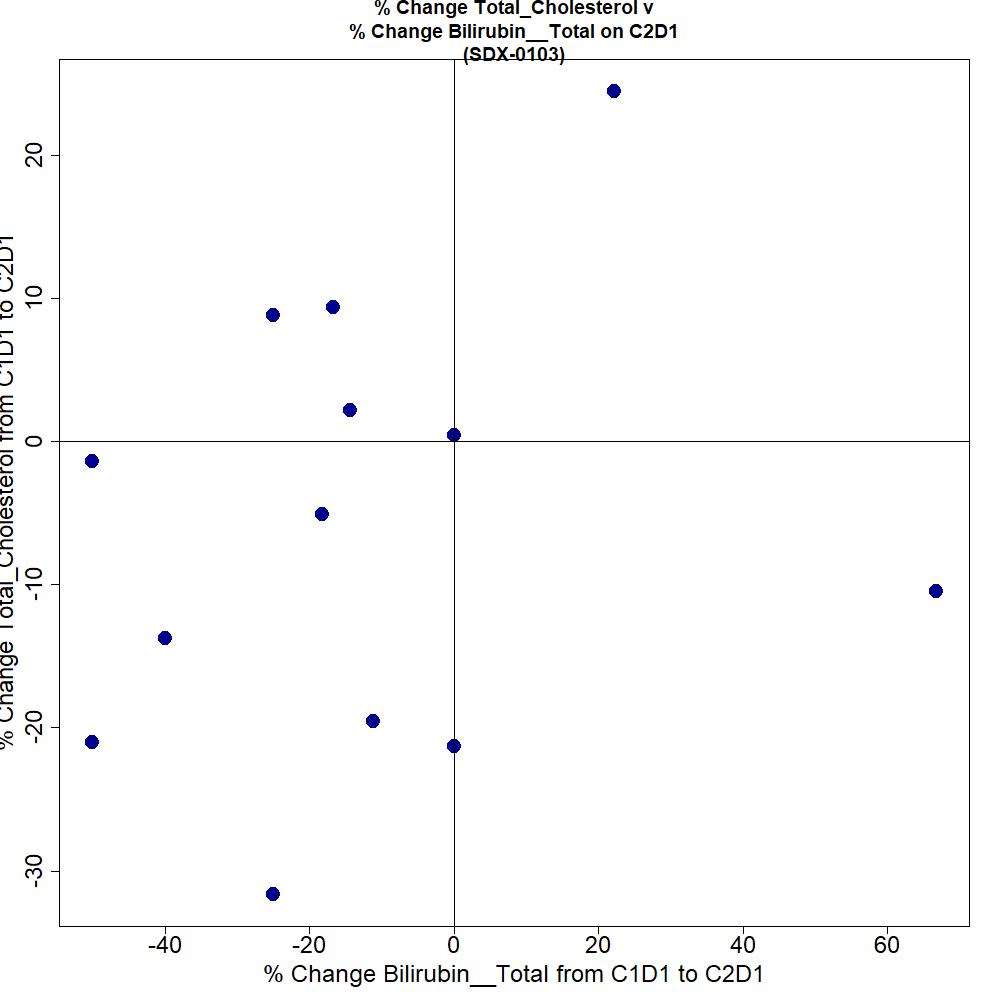 % Change Total_Cholesterol v
% Change Bilirubin__Total on C2D1
(SDX-0103)
% Change Total_Cholesterol from C1D1 to C2D1
20
10
0
-10
-20
-30
-40
-20
0
20
40
60
% Change Bilirubin__Total from C1D1 to C2D1